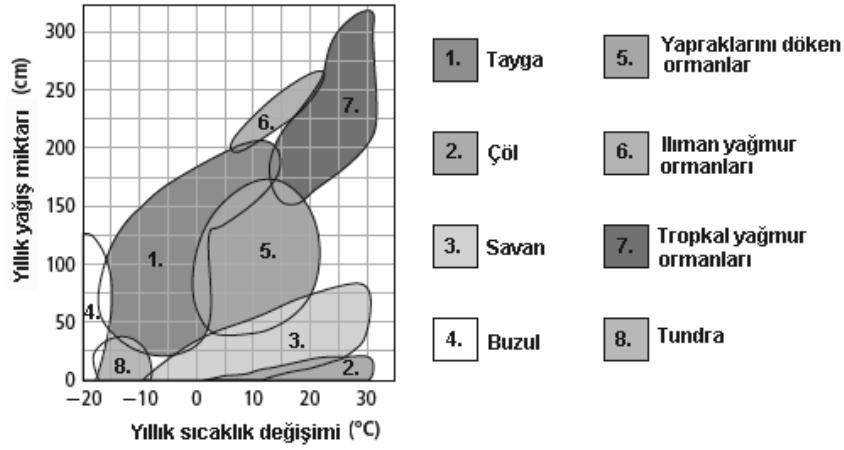 Yıllık yağış miktarı (cm)
300
250
200
150
100
50
0
−20 −10 0 10 20 30
Yıllık sıcaklık değişimi (°C)
1.
2.
3.
4.
5.
6.
7.
8.
1. Tayga
2. Çöl
3. Savan
4. Buzul
5. Yapraklarını döken
ormanlar
6. Ilıman yağmur
ormanları
7. Tropkal yağmur
ormanları
8. Tundra